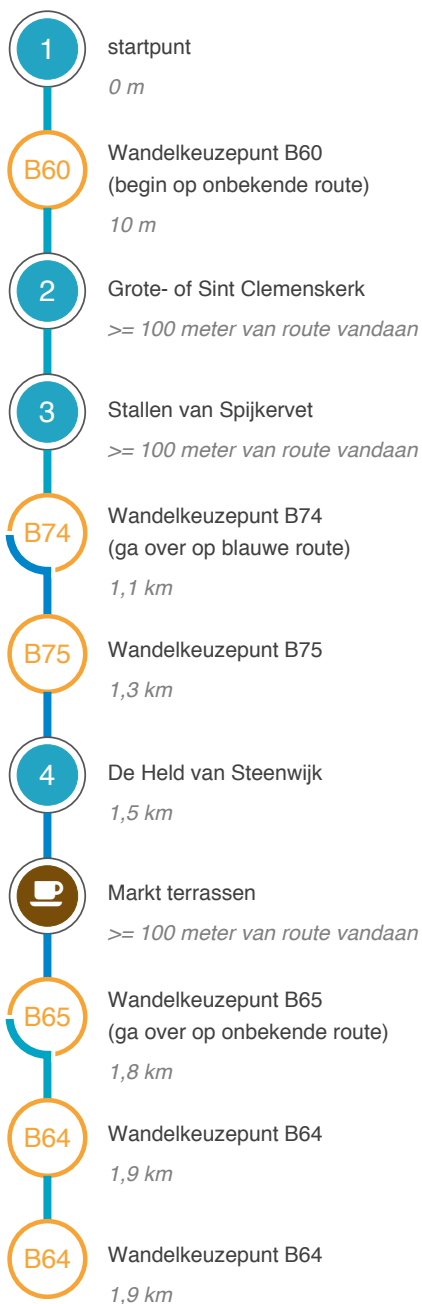 1
startpunt
0 m
B60
Wandelkeuzepunt B60
(begin op onbekende route)
10 m
2
Grote- of Sint Clemenskerk
>= 100 meter van route vandaan
3
Stallen van Spijkervet
>= 100 meter van route vandaan
B74
Wandelkeuzepunt B74
(ga over op blauwe route)
1,1 km
B75
Wandelkeuzepunt B75
1,3 km
4
De Held van Steenwijk
1,5 km
Markt terrassen
>= 100 meter van route vandaan
B65
Wandelkeuzepunt B65
(ga over op onbekende route)
1,8 km
B64
Wandelkeuzepunt B64
1,9 km
B64
Wandelkeuzepunt B64
1,9 km